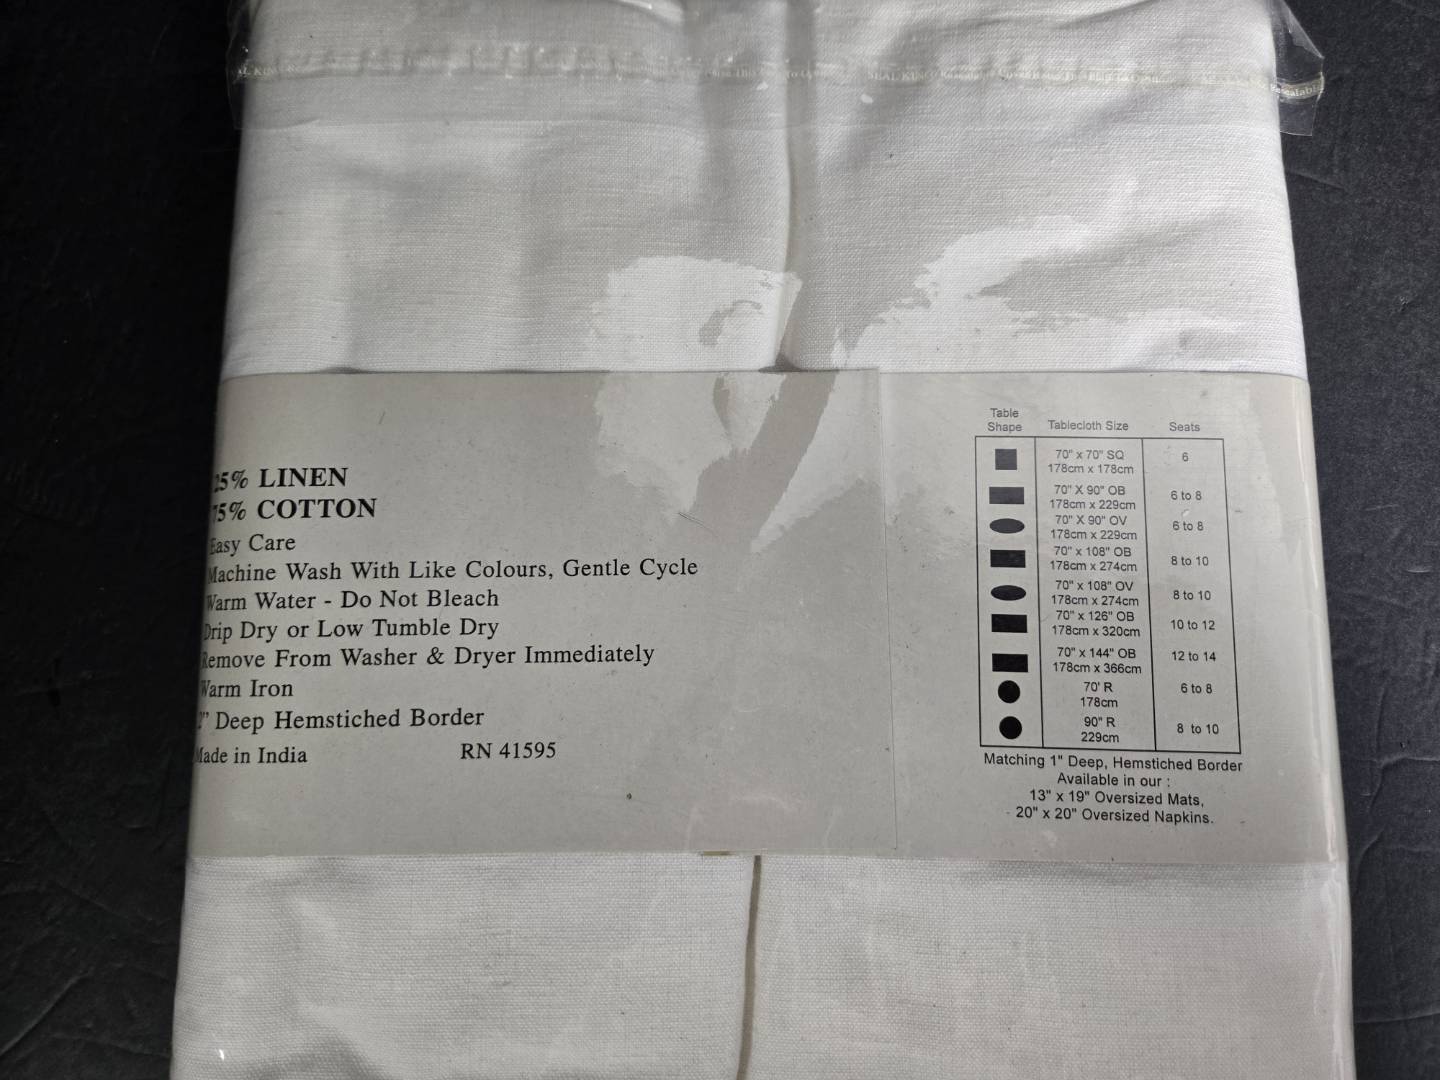 25% LINEN
75% COTTON
Easy Care
Machine Wash With Like Colours, Gentle Cycle
Warm Water - Do Not Bleach
Drip Dry or Low Tumble Dry
Remove From Washer & Dryer Immediately
Warm Iron
2" Deep Hemstiched Border
Made in India RN 41595
Table
Shape Tablecloth Size Seats
70" x 70" SQ
178cm x 178cm 6
70" X 90" OB
178cm x 229cm 6 to 8
70" X 90" OV
178cm x 229cm 6 to 8
70" x 108" OB
178cm x 274cm 8 to 10
70" x 108" OV
178cm x 274cm 8 to 10
70" x 126" OB
178cm x 320cm 10 to 12
70" x 144" OB
178cm x 366cm 12 to 14
70' R
178cm 6 to 8
90" R
229cm 8 to 10
Matching 1" Deep, Hemstiched Border
Available in our :
13" x 19" Oversized Mats,
20" x 20" Oversized Napkins.